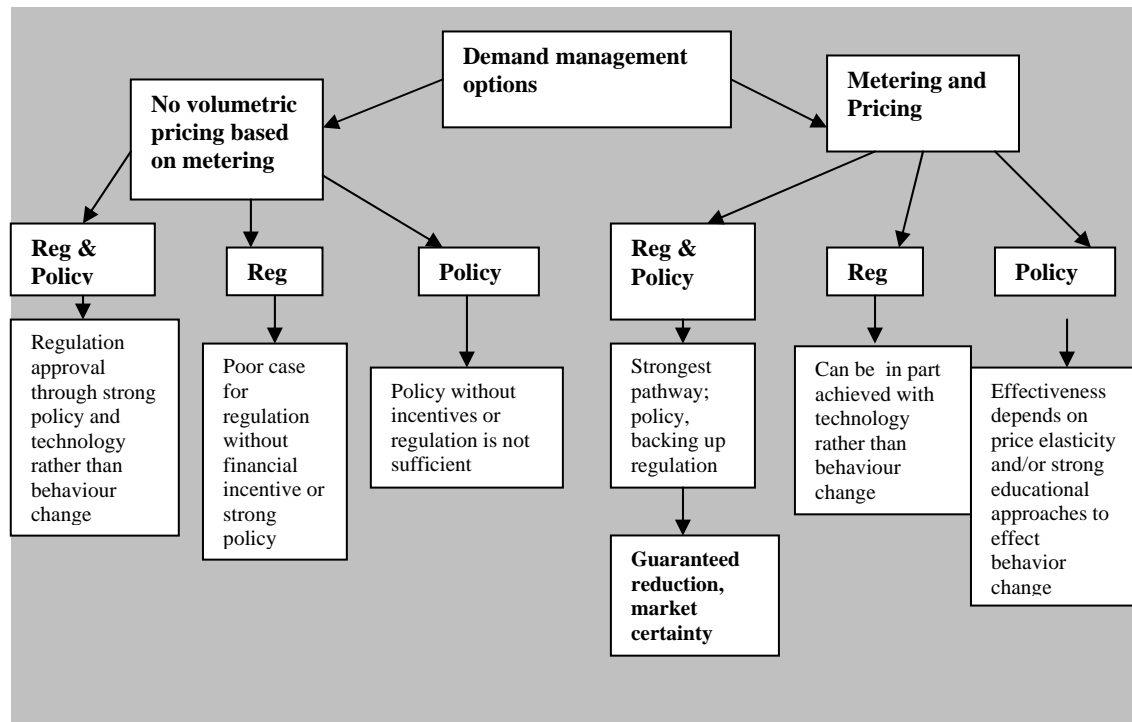 Demand management
options
No volumetric
pricing based
on metering
Metering and
Pricing
Reg &
Policy
Reg
Policy
Reg &
Policy
Reg
Policy
Regulation
approval
through strong
policy and
technology
rather than
behaviour
change
Poor case
for
regulation
without
financial
incentive or
strong
policy
Policy without
incentives or
regulation is not
sufficient
Strongest
pathway;
policy,
backing up
regulation
Can be in part
achieved with
technology
rather than
behaviour
change
Effectiveness
depends on
price elasticity
and/or strong
educational
approaches to
effect
behavior
change
Guaranteed
reduction,
market
certainty